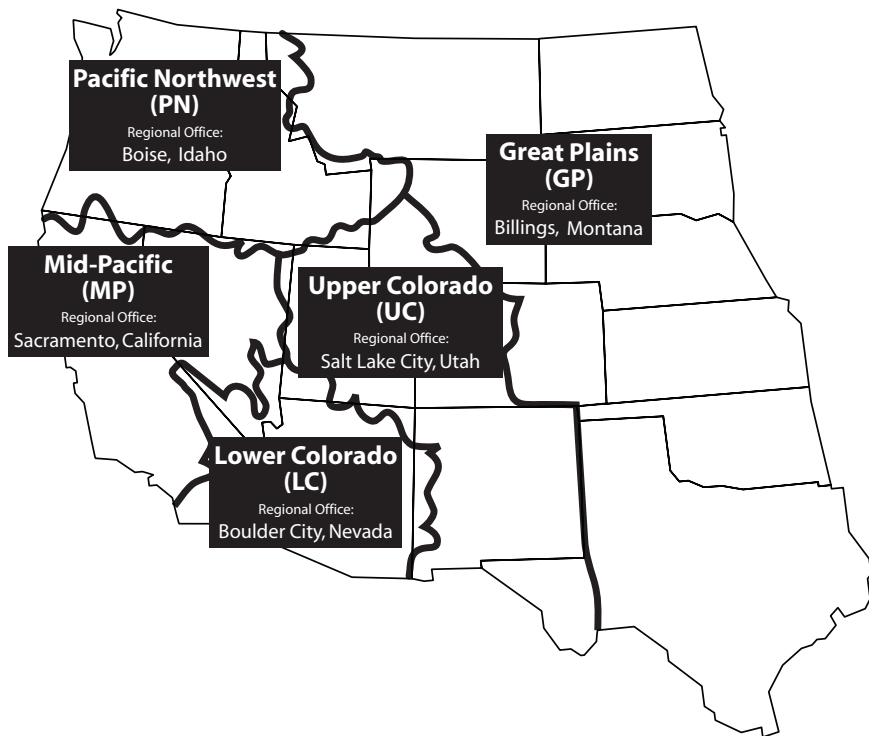 Pacific Northwest
(PN)
Regional Office:
Boise, Idaho
Great Plains
(GP)
Regional Office:
Billings, Montana
Mid-Pacific
(MP)
Regional Office:
Sacramento, California
Upper Colorado
(UC)
Regional Office:
Salt Lake City, Utah
Lower Colorado
(LC)
Regional Office:
Boulder City, Nevada